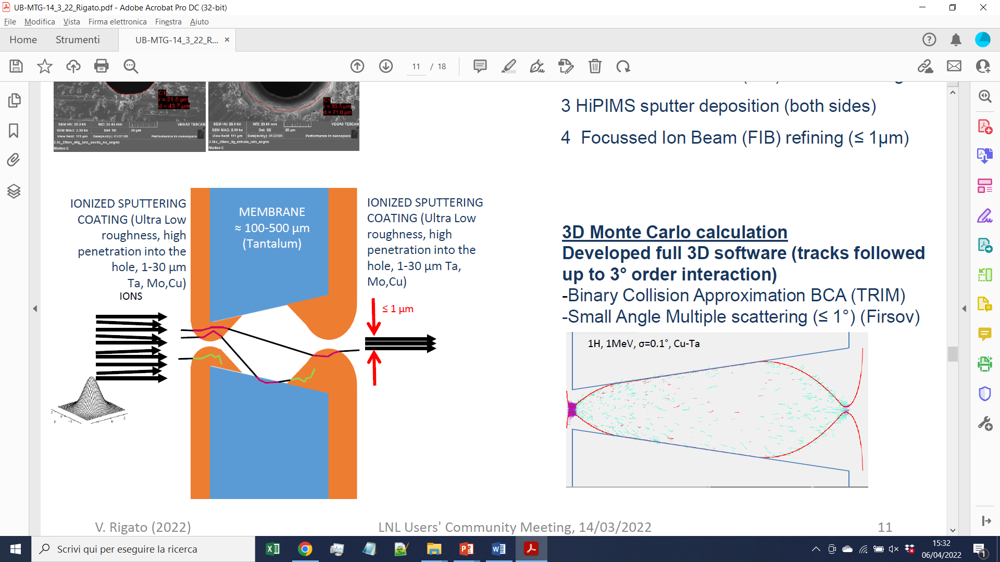 UB-MTG-14_3_22_Rigato.pdf - Adobe Acrobat Pro DC (32-bit)
File Modifica Vista Firma elettronica Finestra Aiuto
Home Strumenti UB-MTG-14_3_22_R... ×
11 / 18
C1
r = 21.8 µm
d = 43.7 µm
C1
r = 35.5 µm
d = 71.0 µm
SEM HV: 25.0 kV WD: 24.64 mm VEGA3 TESCAN
SEM MAG: 2.50 kx Det: SE 20 µm
View field: 111 µm Date(m/d/y): 01/27/20 Performance in nanospace
2.5x_25kev_40g_lato_uscita_no_segno
Matteo C
SEM HV: 25.0 kV WD: 23.60 mm VEGA3 TESCAN
SEM MAG: 2.50 kx Det: SE 20 µm
View field: 111 µm Date(m/d/y): 01/27/20 Performance in nanospace
2.5x_25kev_0g_entrata_lato_segno
Matteo C
3 HiPIMS sputter deposition (both sides)
4 Focussed Ion Beam (FIB) refining (≤ 1µm)
IONIZED SPUTTERING
COATING (Ultra Low
roughness, high
penetration into the
hole, 1-30 µm
Ta, Mo,Cu)
IONS
MEMBRANE
≈ 100-500 µm
(Tantalum)
IONIZED SPUTTERING
COATING (Ultra Low
roughness, high
penetration into the
hole, 1-30 µm Ta,
Mo,Cu)
≤ 1 µm
3D Monte Carlo calculation
Developed full 3D software (tracks followed
up to 3° order interaction)
-Binary Collision Approximation BCA (TRIM)
-Small Angle Multiple scattering (≤ 1°) (Firsov)
1H, 1MeV, σ=0.1°, Cu-Ta
V. Rigato (2022) LNL Users' Community Meeting, 14/03/2022 11
Scrivi qui per eseguire la ricerca
15:32
06/04/2022
1